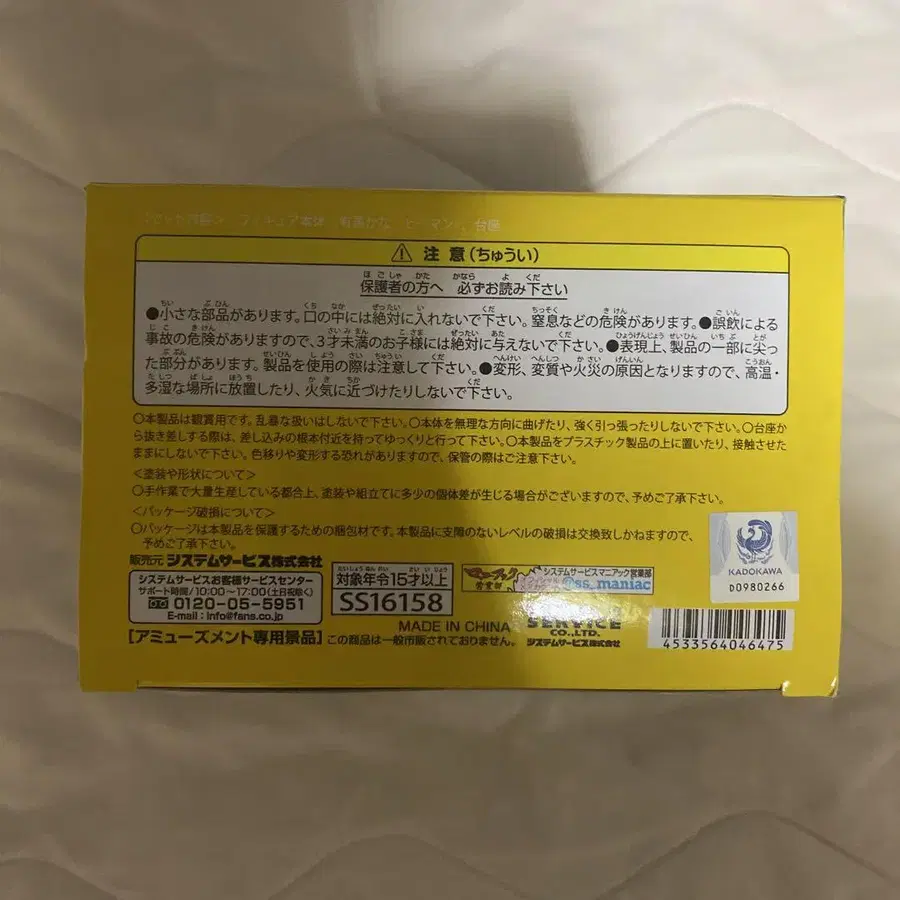 フィギュア本体、有馬かな、ピーマン、台座
注意(ちゅうい)
保護者の方へ 必ずお読み下さい
●小さな部品があります。口の中には絶対に入れないで下さい。窒息などの危険があります。●誤飲による
事故の危険がありますので、3才未満のお子様には絶対に与えないで下さい。●表現上、製品の一部に尖っ
た部分があります。製品を使用の際は注意して下さい。●変形、変質や火災の原因となりますので、高温・
多湿な場所に放置したり、火気に近づけたりしないで下さい。
○本製品は観賞用です。乱暴な扱いはしないで下さい。○本体を無理な方向に曲げたり、強く引っ張ったりしないで下さい。○台座か
ら抜き差しする際は、差し込みの根本付近を持ってゆっくりと行って下さい。○本製品をプラスチック製品の上に置いたり、接触させた
ままにしないで下さい。色移りや変形する恐れがありますので、保管の際はご注意下さい。
<塗装や形状について>
○手作業で大量生産している都合上、塗装や組立てに多少の個体差が生じる場合がございますので、予めご了承下さい。
<パッケージ破損について>
○パッケージは本製品を保護するための梱包材です。本製品に支障のないレベルの破損は交換致しかねますので、
予めご了承下さい。
販売元 システムサービス株式会社
システムサービスお客様サービスセンター
サポート時間/10:00~17:00(土日祝除く)
0120-05-5951
E-mail : info@fans.co.jp
対象年令15才以上
SS16158
マニアック
営業部
システムサービスマニアック営業部
@ss_maniac
KADOKAWA
D0980266
MADE IN CHINA
SERVICE
CO.,LTD.
システムサービス株式会社
4533564046475
[アミューズメント専用景品] この商品は一般市販されておりません。